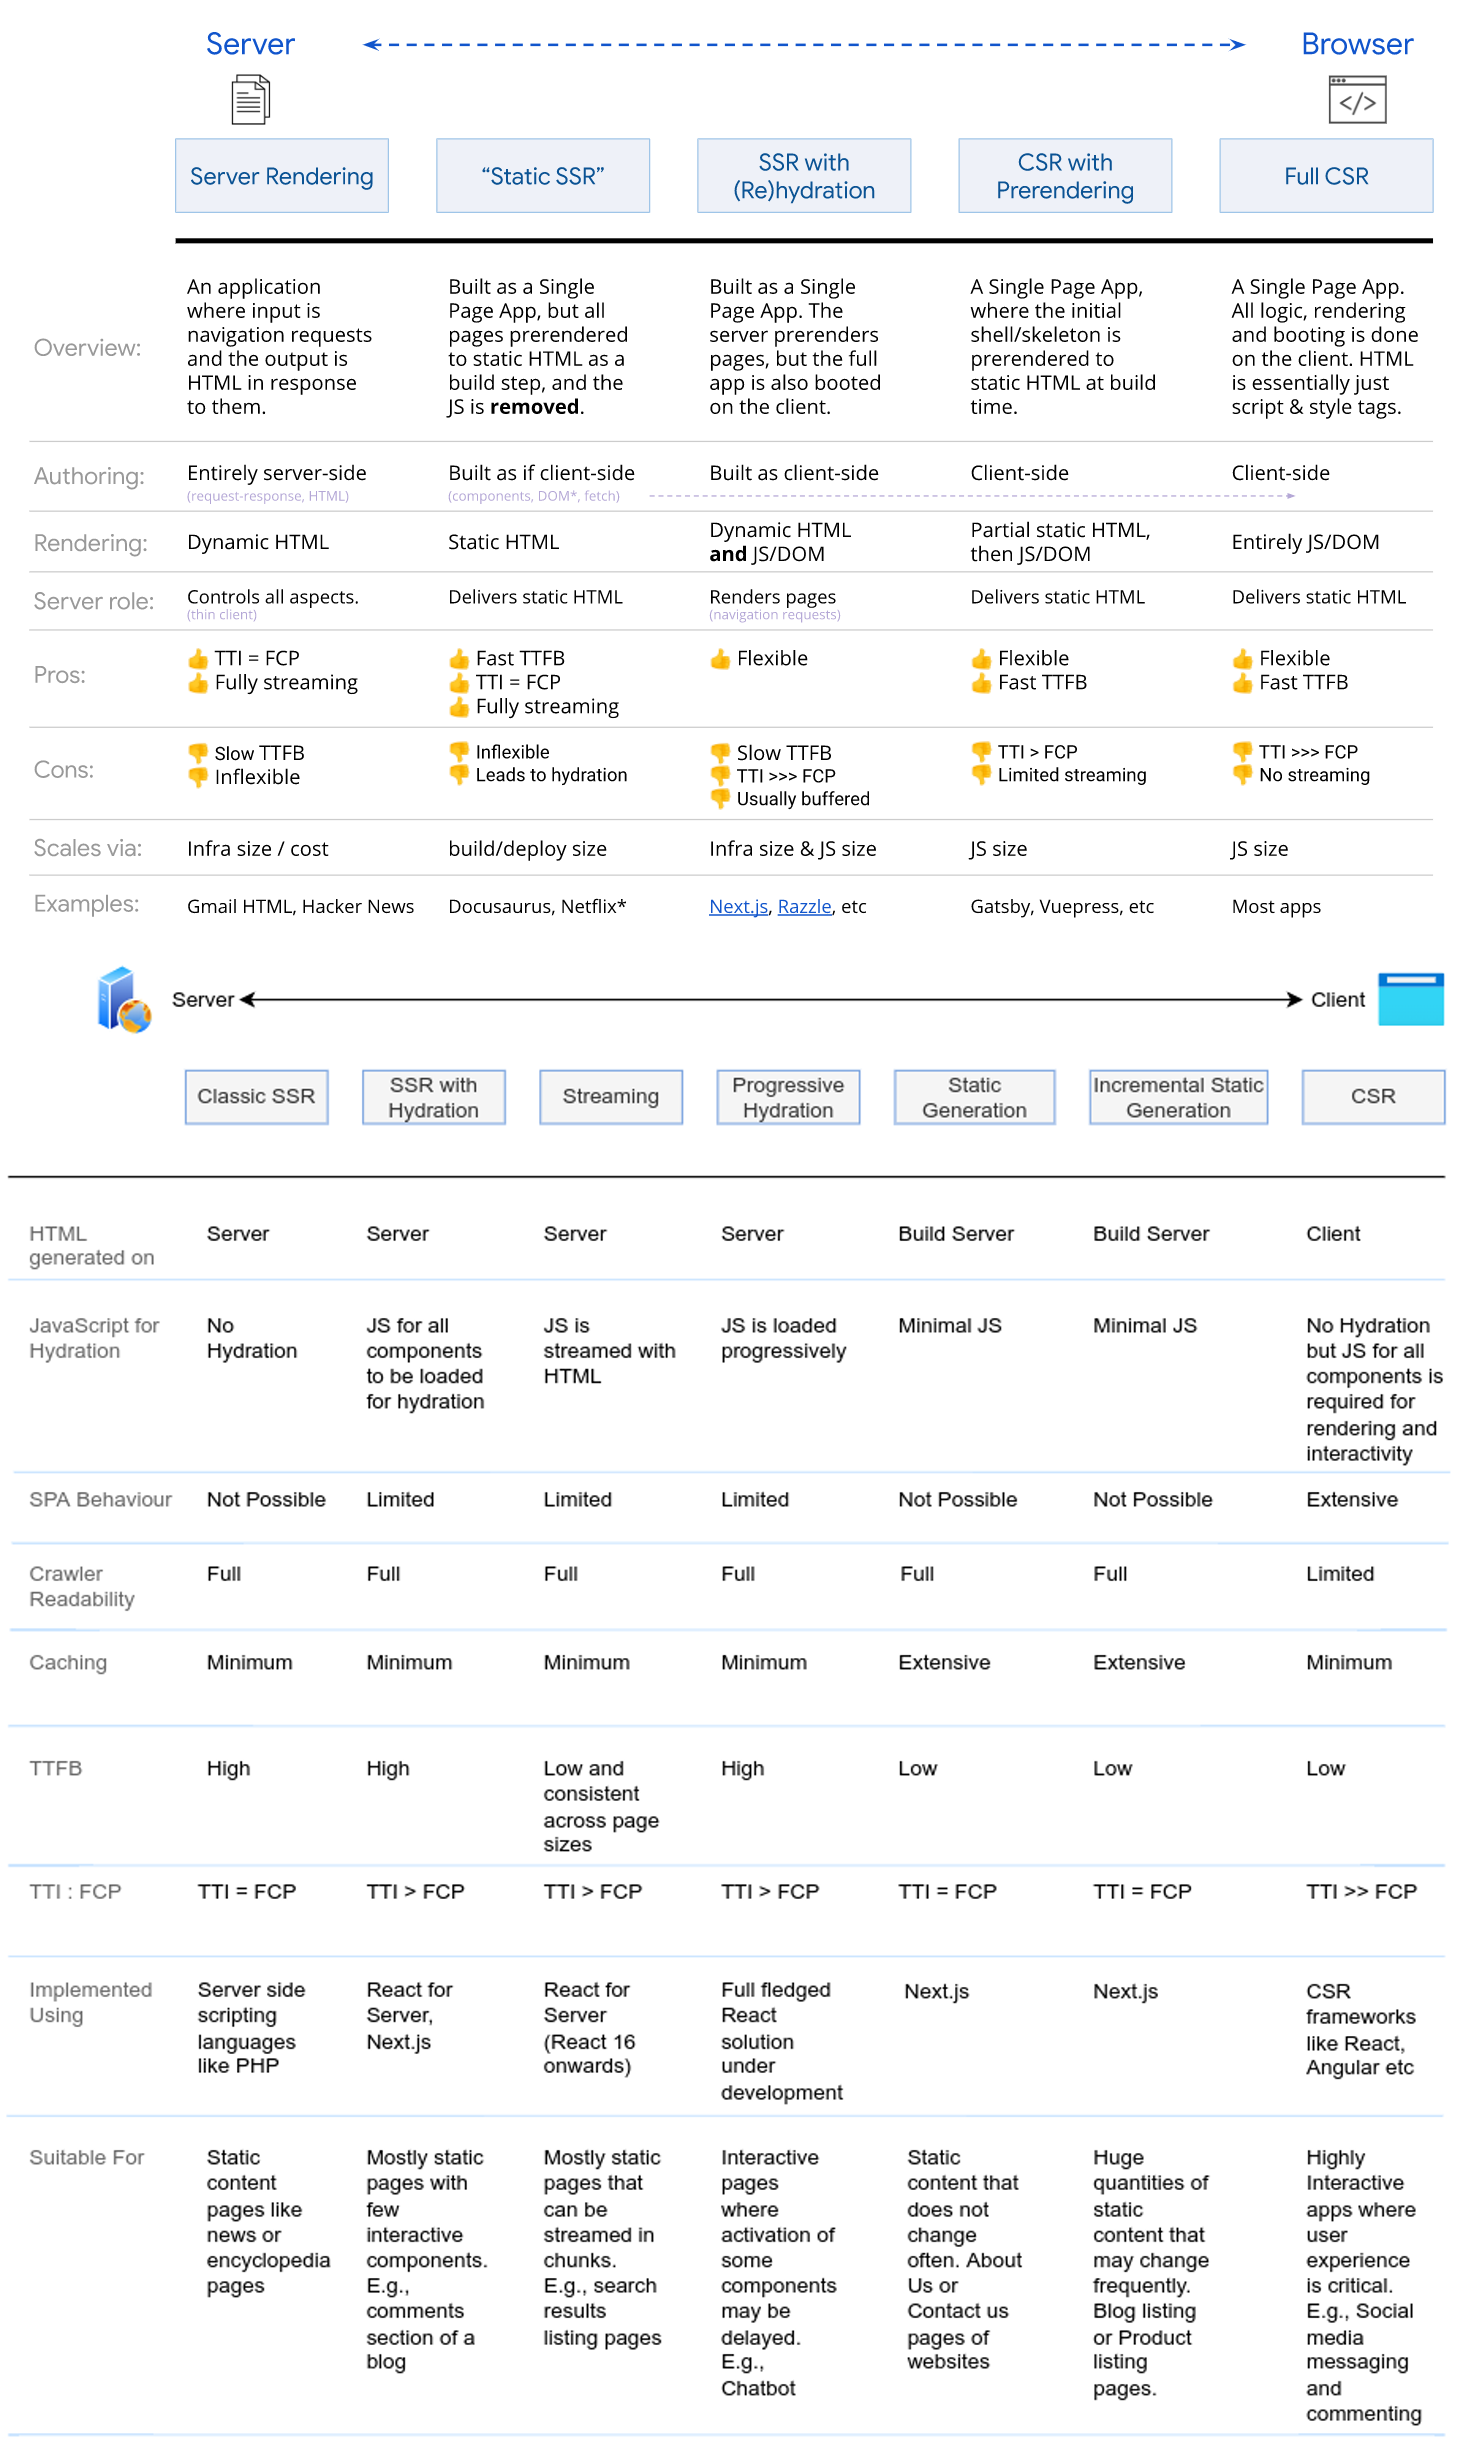 Server
Browser
</>
Server Rendering
“Static SSR”
SSR with
(Re)hydration
CSR with
Prerendering
Full CSR
Overview:
An application
where input is
navigation requests
and the output is
HTML in response
to them.
Built as a Single
Page App, but all
pages prerendered
to static HTML as a
build step, and the
JS is removed.
Built as a Single
Page App. The
server prerenders
pages, but the full
app is also booted
on the client.
A Single Page App,
where the initial
shell/skeleton is
prerendered to
static HTML at build
time.
A Single Page App.
All logic, rendering
and booting is done
on the client. HTML
is essentially just
script & style tags.
Authoring:
Entirely server-side
(request-response, HTML)
Built as if client-side
(components, DOM*, fetch)
Built as client-side
Client-side
Client-side
Rendering:
Dynamic HTML
Static HTML
Dynamic HTML
and JS/DOM
Partial static HTML,
then JS/DOM
Entirely JS/DOM
Server role:
Controls all aspects.
(thin client)
Delivers static HTML
Renders pages
(navigation requests)
Delivers static HTML
Delivers static HTML
Pros:
👍 TTI = FCP
👍 Fully streaming
👍 Fast TTFB
👍 TTI = FCP
👍 Fully streaming
👍 Flexible
👍 Flexible
👍 Fast TTFB
👍 Flexible
👍 Fast TTFB
Cons:
👎 Slow TTFB
👎 Inflexible
👎 Inflexible
👎 Leads to hydration
👎 Slow TTFB
👎 TTI >>> FCP
👎 Usually buffered
👎 TTI > FCP
👎 Limited streaming
👎 TTI >>> FCP
👎 No streaming
Scales via:
Infra size / cost
build/deploy size
Infra size & JS size
JS size
JS size
Examples:
Gmail HTML, Hacker News
Docusaurus, Netflix*
Next.js, Razzle, etc
Gatsby, Vuepress, etc
Most apps
Server
Client
Classic SSR
SSR with
Hydration
Streaming
Progressive
Hydration
Static
Generation
Incremental Static
Generation
CSR
HTML
generated on
Server
Server
Server
Server
Build Server
Build Server
Client
JavaScript for
Hydration
No
Hydration
JS for all
components
to be loaded
for hydration
JS is
streamed with
HTML
JS is loaded
progressively
Minimal JS
Minimal JS
No Hydration
but JS for all
components is
required for
rendering and
interactivity
SPA Behaviour
Not Possible
Limited
Limited
Limited
Not Possible
Not Possible
Extensive
Crawler
Readability
Full
Full
Full
Full
Full
Full
Limited
Caching
Minimum
Minimum
Minimum
Minimum
Extensive
Extensive
Minimum
TTFB
High
High
Low and
consistent
across page
sizes
High
Low
Low
Low
TTI : FCP
TTI = FCP
TTI > FCP
TTI > FCP
TTI > FCP
TTI = FCP
TTI = FCP
TTI >> FCP
Implemented
Using
Server side
scripting
languages
like PHP
React for
Server,
Next.js
React for
Server
(React 16
onwards)
Full fledged
React
solution
under
development
Next.js
Next.js
CSR
frameworks
like React,
Angular etc
Suitable For
Static
content
pages like
news or
encyclopedia
pages
Mostly static
pages with
few
interactive
components.
E.g.,
comments
section of a
blog
Mostly static
pages that
can be
streamed in
chunks.
E.g., search
results
listing pages
Interactive
pages
where
activation of
some
components
may be
delayed.
E.g.,
Chatbot
Static
content that
does not
change
often. About
Us or
Contact us
pages of
websites
Huge
quantities of
static
content that
may change
frequently.
Blog listing
or Product
listing
pages.
Highly
Interactive
apps where
user
experience
is critical.
E.g., Social
media
messaging
and
commenting